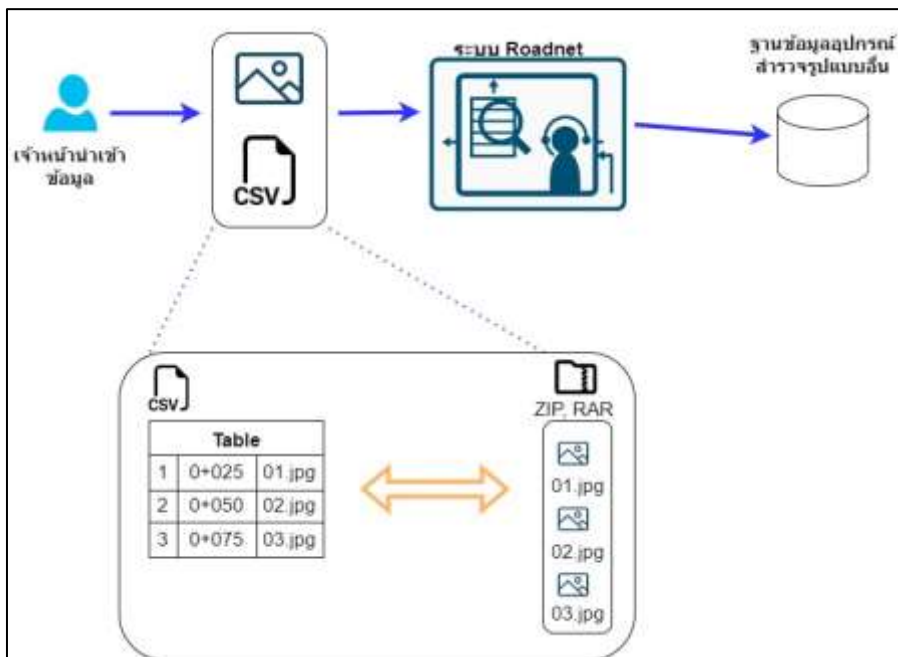 ระบบ Roadnet
ฐานข้อมูลอุปกรณ์
สำรวจรูปแบบอื่น
เจ้าหน้านำเข้า
ข้อมูล
CSV
CSV
ZIP, RAR
Table
1 0+025 01.jpg
2 0+050 02.jpg
3 0+075 03.jpg
01.jpg
02.jpg
03.jpg